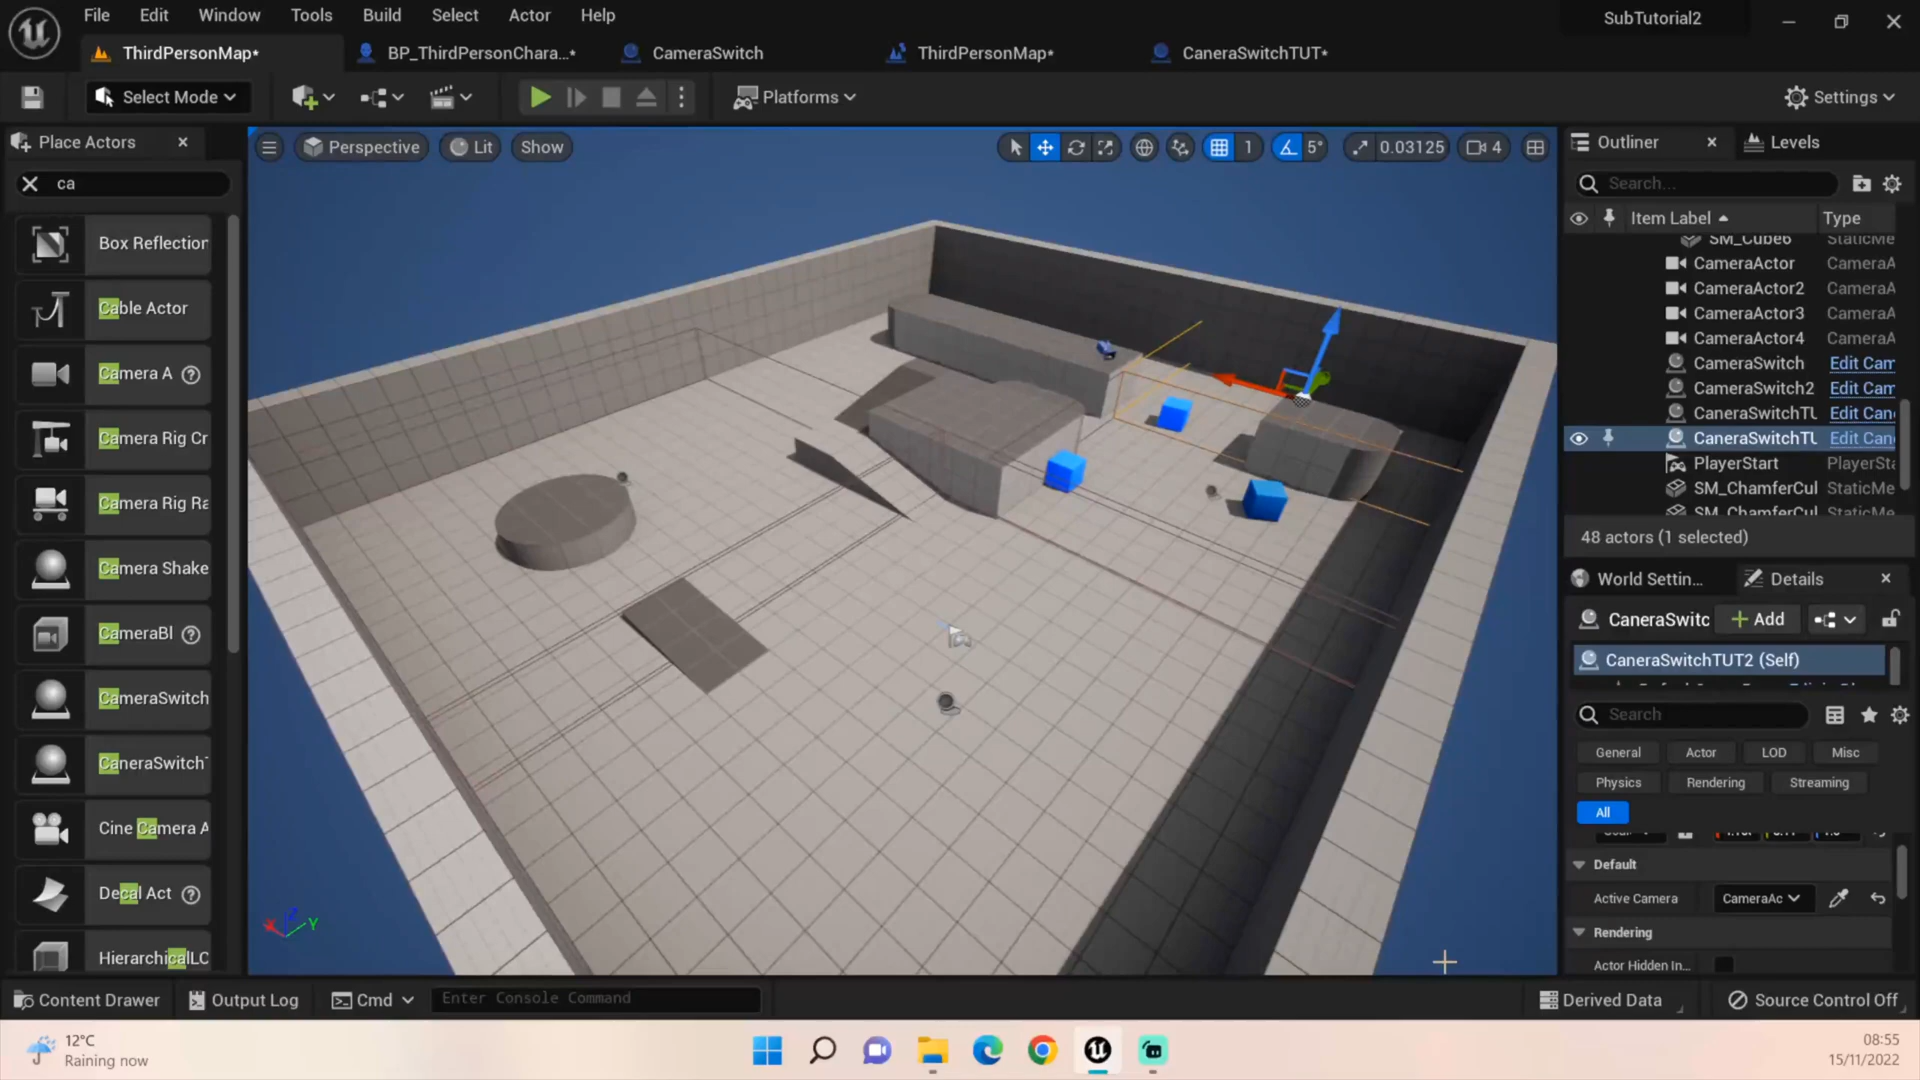 File
Edit
Window
Tools
Build
Select
Actor
Help
SubTutorial2
ThirdPersonMap*
BP_ThirdPersonChara...*
CameraSwitch
ThirdPersonMap*
CaneraSwitchTUT*
Select Mode
Platforms
Settings
Place Actors
ca
Box Reflection
Cable Actor
Camera A
Camera Rig Cr
Camera Rig Ra
Camera Shake
CameraBl
CameraSwitch
CaneraSwitch
Cine Camera A
Decal Act
HierarchicalLO
Perspective
Lit
Show
1
5°
0.03125
4
Y
Outliner
Levels
Search...
Item Label
Type
SM_Cube6 StaticMe
CameraActor CameraA
CameraActor2 CameraA
CameraActor3 CameraA
CameraActor4 CameraA
CameraSwitch Edit Cam
CameraSwitch2 Edit Cam
CaneraSwitchTU Edit Can
CaneraSwitchTU Edit Can
PlayerStart PlayerSta
SM_ChamferCul StaticMe
SM_ChamferCul StaticMe
48 actors (1 selected)
World Settin...
Details
CaneraSwitc
Add
CaneraSwitchTUT2 (Self)
Search
General
Actor
LOD
Misc
Physics
Rendering
Streaming
All
Default
Active Camera
CameraAc
Rendering
Actor Hidden In...
Content Drawer
Output Log
Cmd
Enter Console Command
Derived Data
Source Control Off
12°C
Raining now
08:55
15/11/2022